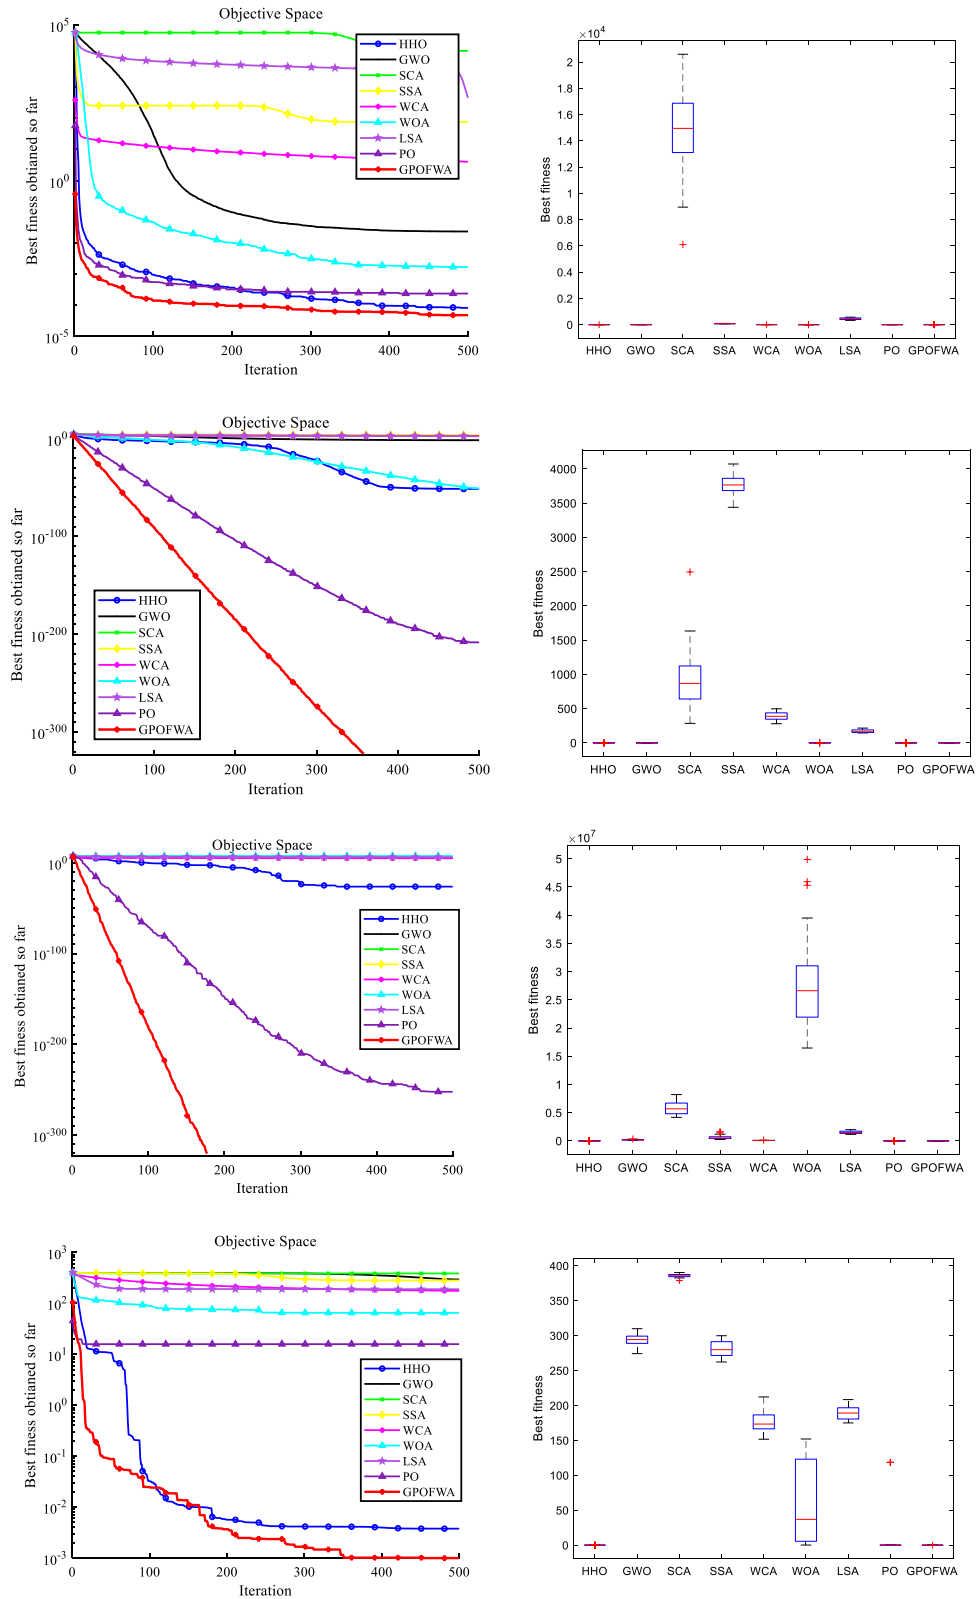 Objective Space
Best finess obtianed so far
10^5
10^0
10^-5
0 100 200 300 400 500
Iteration
HHO
GWO
SCA
SSA
WCA
WOA
LSA
PO
GPOFWA
×10^4
Best fitness
2
1.8
1.6
1.4
1.2
1
0.8
0.6
0.4
0.2
0
HHO GWO SCA SSA WCA WOA LSA PO GPOFWA
Objective Space
Best finess obtianed so far
10^0
10^-100
10^-200
10^-300
0 100 200 300 400 500
Iteration
HHO
GWO
SCA
SSA
WCA
WOA
LSA
PO
GPOFWA
Best fitness
4000
3500
3000
2500
2000
1500
1000
500
0
HHO GWO SCA SSA WCA WOA LSA PO GPOFWA
Objective Space
Best finess obtianed so far
10^0
10^-100
10^-200
10^-300
0 100 200 300 400 500
Iteration
HHO
GWO
SCA
SSA
WCA
WOA
LSA
PO
GPOFWA
×10^7
Best fitness
5
4.5
4
3.5
3
2.5
2
1.5
1
0.5
0
HHO GWO SCA SSA WCA WOA LSA PO GPOFWA
Objective Space
Best finess obtianed so far
10^3
10^2
10^1
10^0
10^-1
10^-2
10^-3
0 100 200 300 400 500
Iteration
HHO
GWO
SCA
SSA
WCA
WOA
LSA
PO
GPOFWA
Best fitness
400
350
300
250
200
150
100
50
0
HHO GWO SCA SSA WCA WOA LSA PO GPOFWA